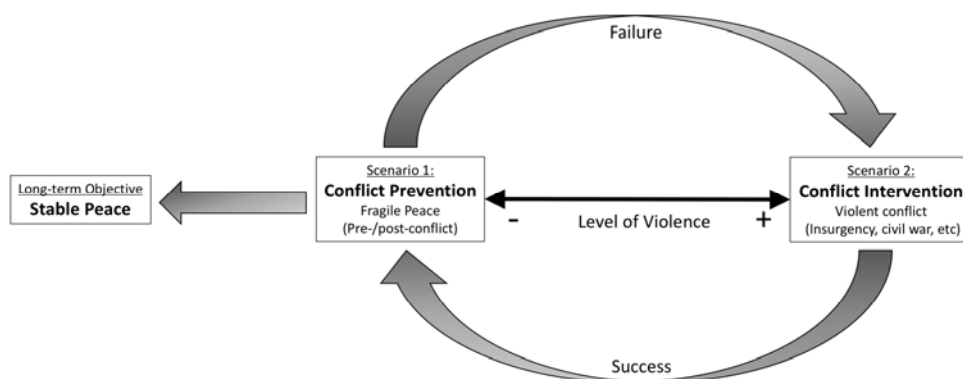 Failure
Long-term Objective
Stable Peace
Scenario 1:
Conflict Prevention
Fragile Peace
(Pre-/post-conflict)
- Level of Violence +
Scenario 2:
Conflict Intervention
Violent conflict
(Insurgency, civil war, etc)
Success